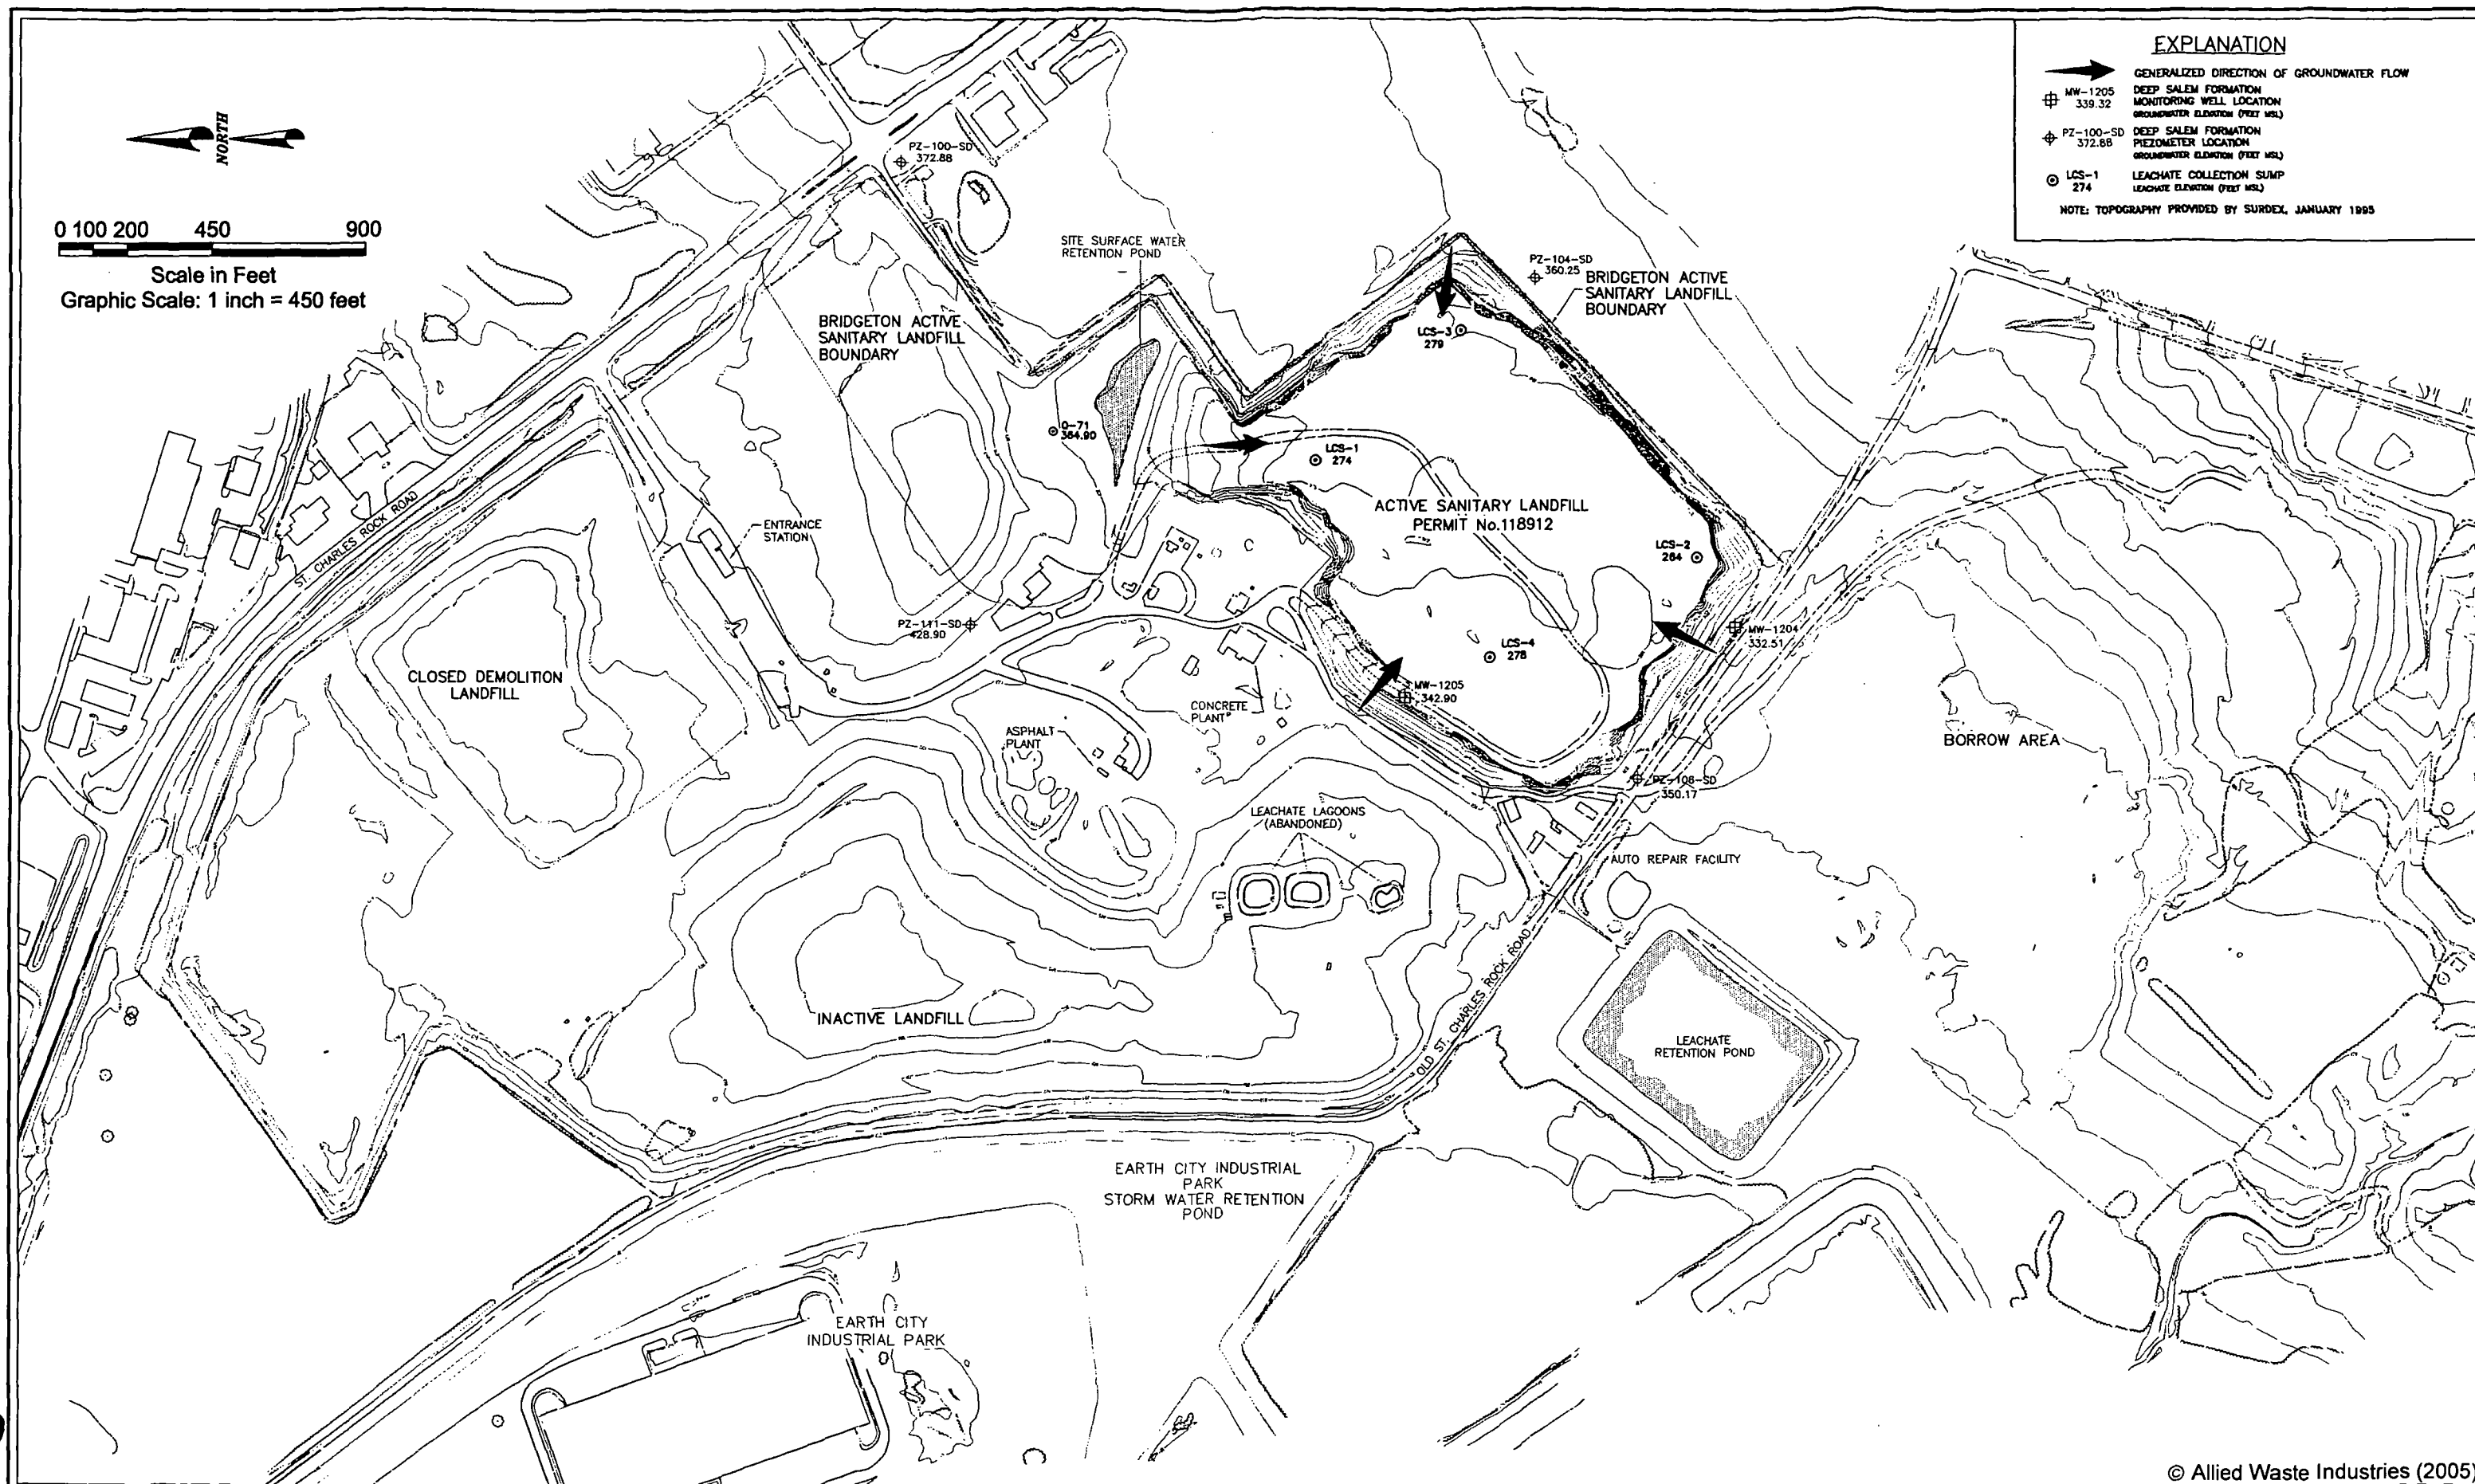 EXPLANATION
GENERALIZED DIRECTION OF GROUNDWATER FLOW
MW-1205
339.32
DEEP SALEM FORMATION
MONITORING WELL LOCATION
GROUNDWATER ELEVATION (FEET MSL)
PZ-100-SD
372.88
DEEP SALEM FORMATION
PIEZOMETER LOCATION
GROUNDWATER ELEVATION (FEET MSL)
LCS-1
274
LEACHATE COLLECTION SUMP
LEACHATE ELEVATION (FEET MSL)
NOTE: TOPOGRAPHY PROVIDED BY SURDEX, JANUARY 1995
NORTH
0 100 200 450 900
Scale in Feet
Graphic Scale: 1 inch = 450 feet
PZ-100-SD
372.88
SITE SURFACE WATER
RETENTION POND
PZ-104-SD
360.25
BRIDGETON ACTIVE
SANITARY LANDFILL
BOUNDARY
BRIDGETON ACTIVE
SANITARY LANDFILL
BOUNDARY
LCS-3
279
LCS-1
274
ACTIVE SANITARY LANDFILL
PERMIT No.118912
ST. CHARLES ROCK ROAD
ENTRANCE
STATION
LCS-2
284
PZ-111-SD
428.90
MW-1204
332.51
LCS-4
278
MW-1205
342.90
CLOSED DEMOLITION
LANDFILL
CONCRETE
PLANT
ASPHALT
PLANT
BORROW AREA
350.17
LEACHATE LAGOONS
(ABANDONED)
AUTO REPAIR FACILITY
OLD ST. CHARLES ROCK ROAD
INACTIVE LANDFILL
LEACHATE
RETENTION POND
EARTH CITY INDUSTRIAL
PARK
STORM WATER RETENTION
POND
EARTH CITY
INDUSTRIAL PARK
© Allied Waste Industries (2005)